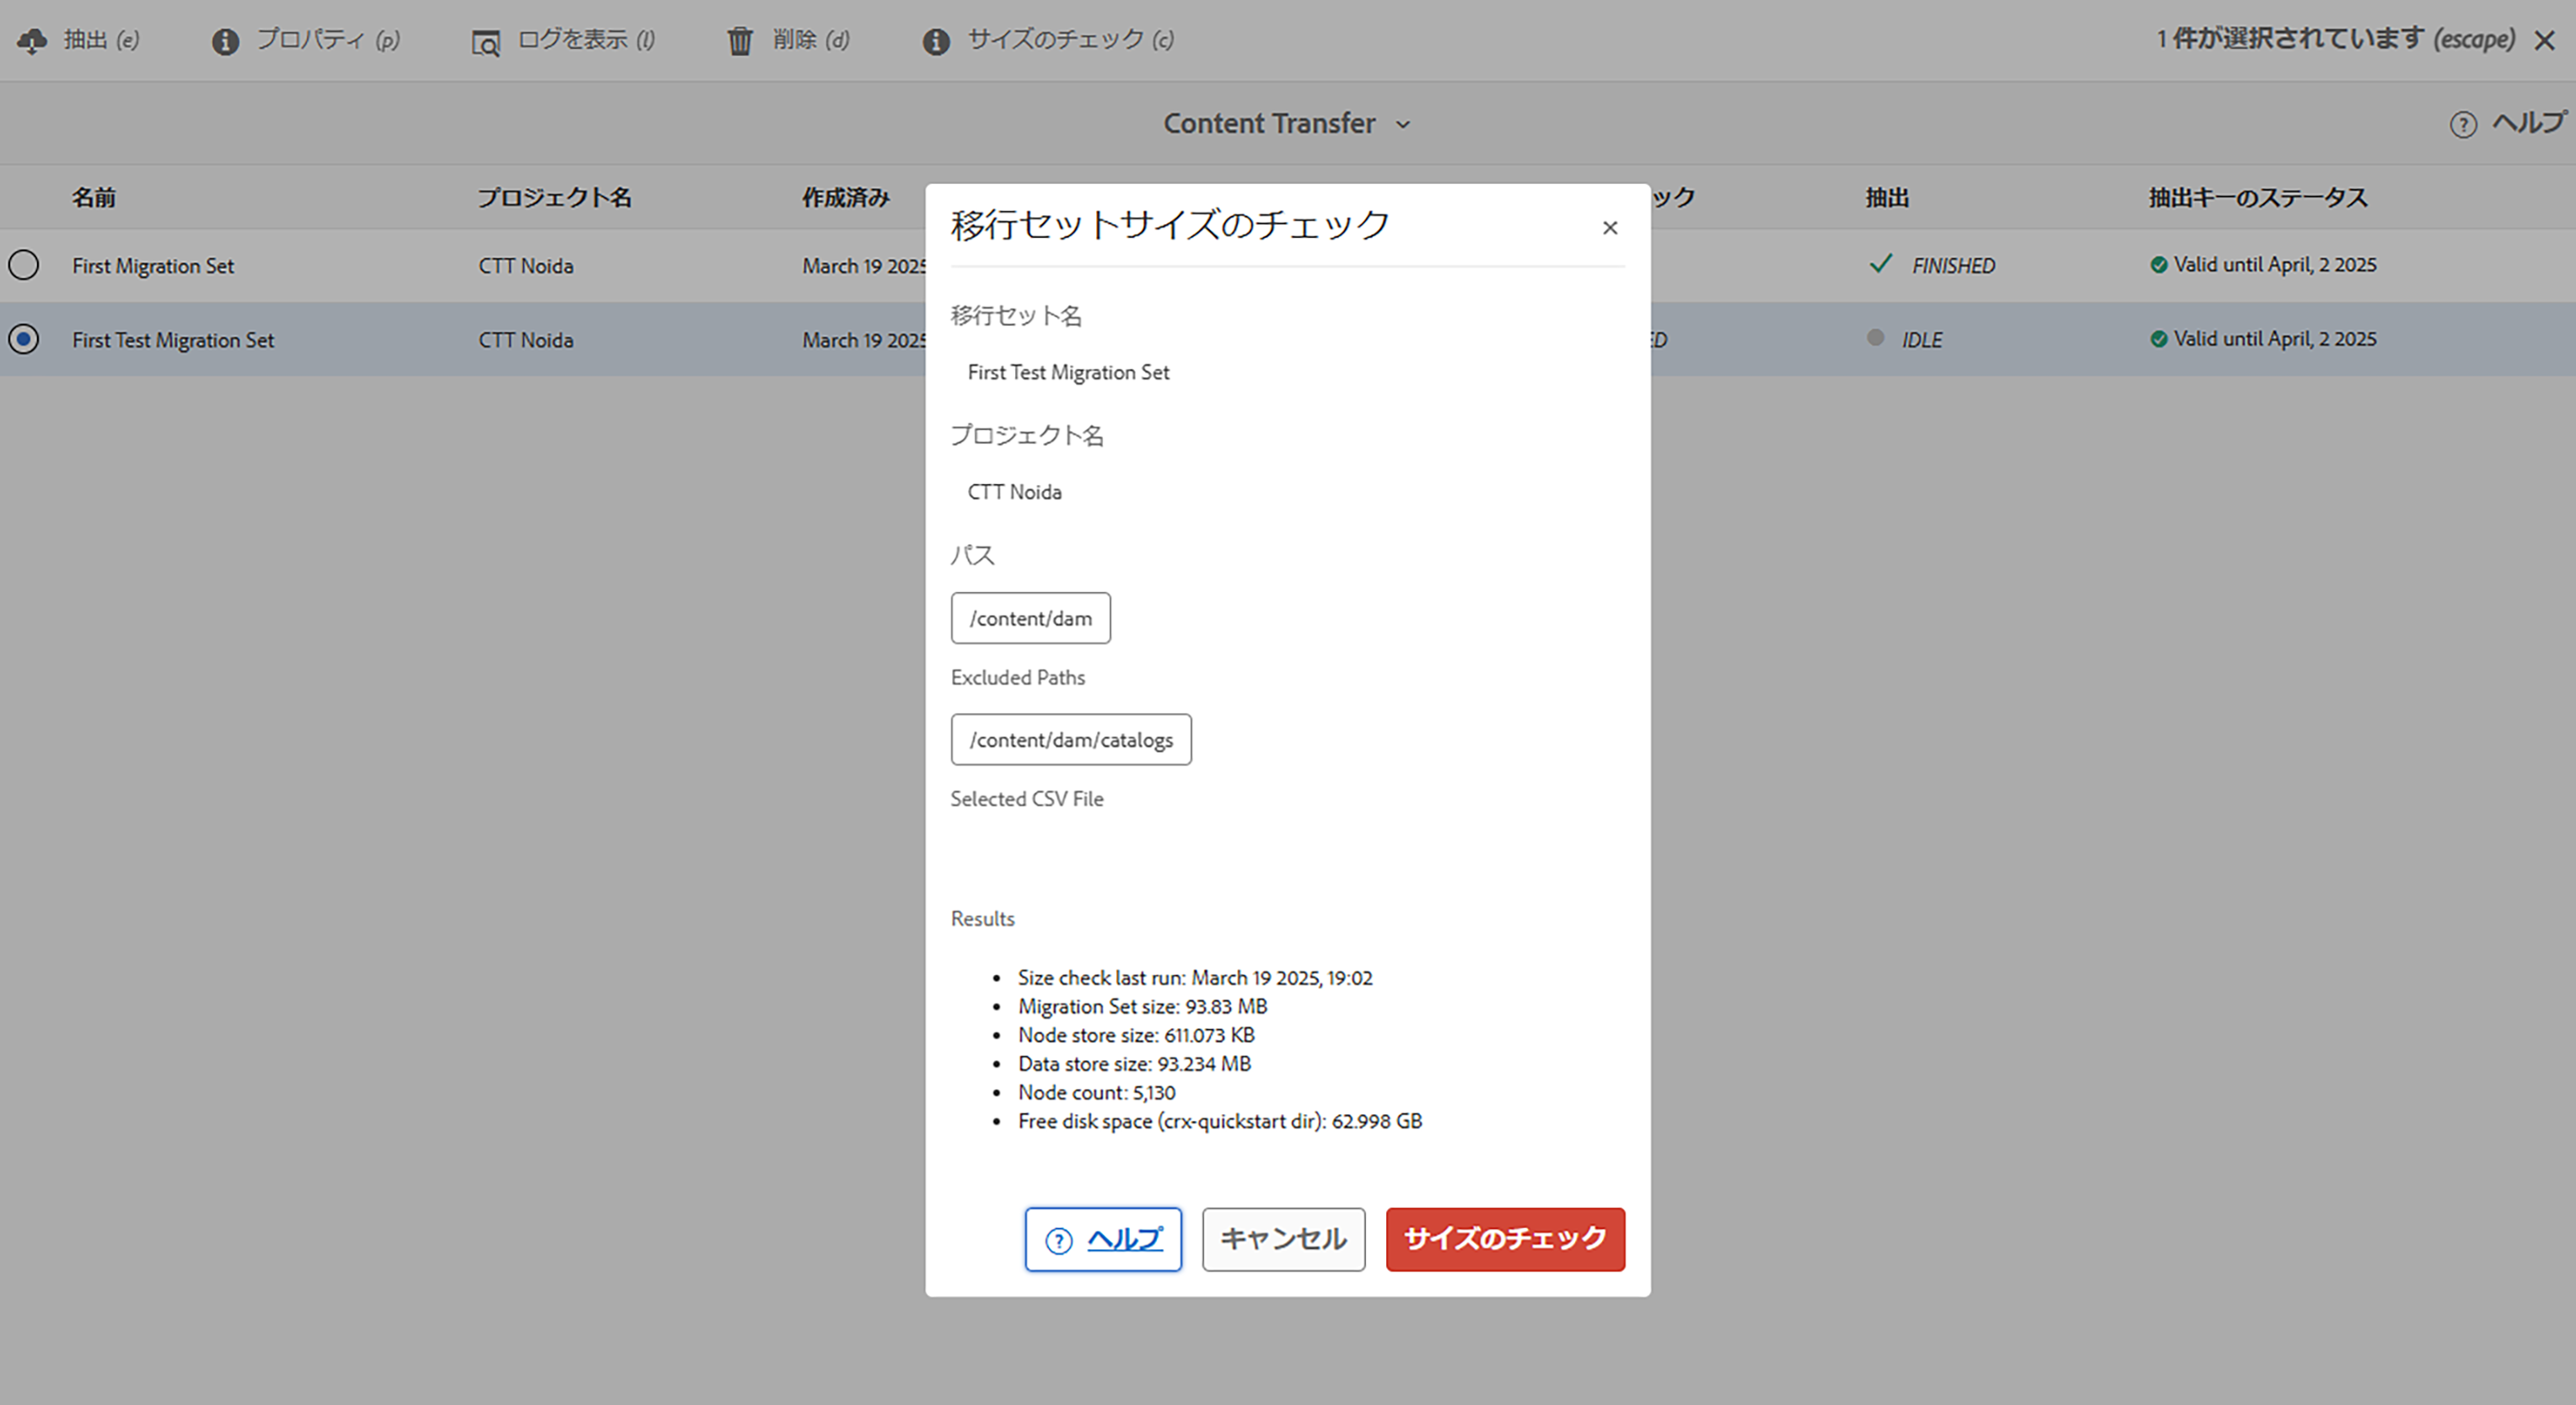 抽出 (e) プロパティ (p) ログを表示 (l) 削除 (d) サイズのチェック (c) 1 件が選択されています (escape)
Content Transfer ヘルプ
名前 プロジェクト名 作成済み ック 抽出 抽出キーのステータス
First Migration Set CTT Noida March 19 2025 FINISHED Valid until April, 2 2025
First Test Migration Set CTT Noida March 19 2025 ED IDLE Valid until April, 2 2025
移行セットサイズのチェック
移行セット名
First Test Migration Set
プロジェクト名
CTT Noida
パス
/content/dam
Excluded Paths
/content/dam/catalogs
Selected CSV File
Results
• Size check last run: March 19 2025, 19:02
• Migration Set size: 93.83 MB
• Node store size: 611.073 KB
• Data store size: 93.234 MB
• Node count: 5,130
• Free disk space (crx-quickstart dir): 62.998 GB
ヘルプ キャンセル サイズのチェック